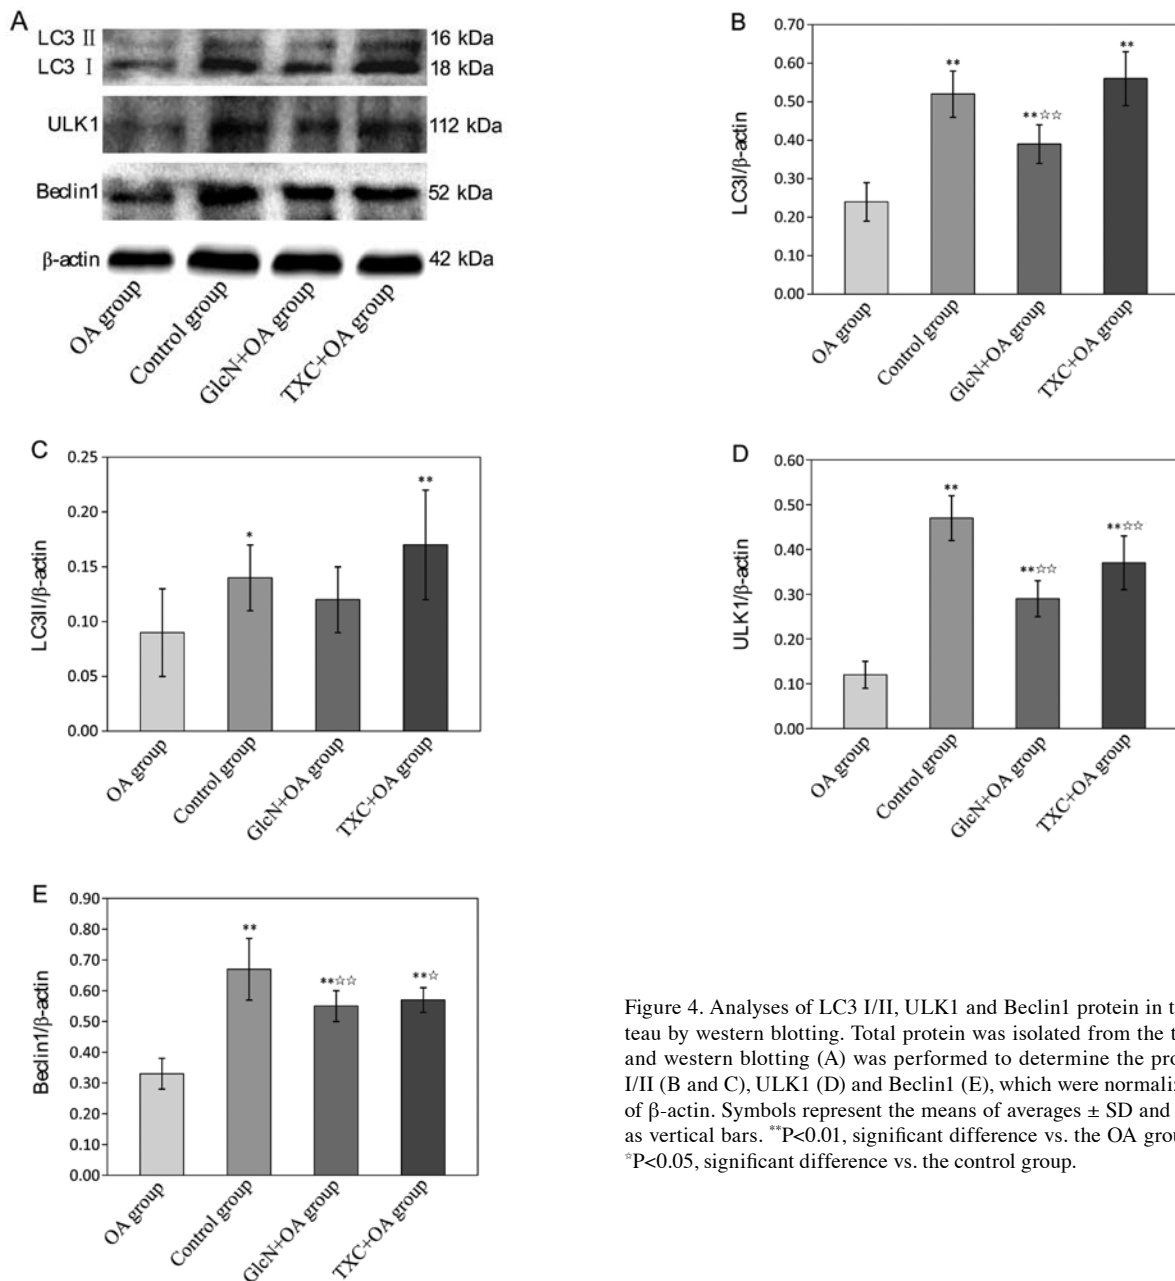 A
LC3 II
16 kDa
LC3 I
18 kDa
ULK1
112 kDa
Beclin1
52 kDa
β-actin
42 kDa
OA group
Control group
GlcN+OA group
TXC+OA group
B
LC3I/β-actin
0.70
0.60
0.50
0.40
0.30
0.20
0.10
0.00
**
**☆☆
**
OA group
Control group
GlcN+OA group
TXC+OA group
C
LC3II/β-actin
0.25
0.20
0.15
0.10
0.05
0.00
*
**
OA group
Control group
GlcN+OA group
TXC+OA group
D
ULK1/β-actin
0.60
0.50
0.40
0.30
0.20
0.10
0.00
**
**☆☆
**☆☆
OA group
Control group
GlcN+OA group
TXC+OA group
E
Beclin1/β-actin
0.90
0.80
0.70
0.60
0.50
0.40
0.30
0.20
0.10
0.00
**
**☆☆
**☆
OA group
Control group
GlcN+OA group
TXC+OA group
Figure 4. Analyses of LC3 I/II, ULK1 and Beclin1 protein in t
teau by western blotting. Total protein was isolated from the t
and western blotting (A) was performed to determine the pro
I/II (B and C), ULK1 (D) and Beclin1 (E), which were normaliz
of β-actin. Symbols represent the means of averages ± SD and
as vertical bars. **P<0.01, significant difference vs. the OA grou
☆P<0.05, significant difference vs. the control group.